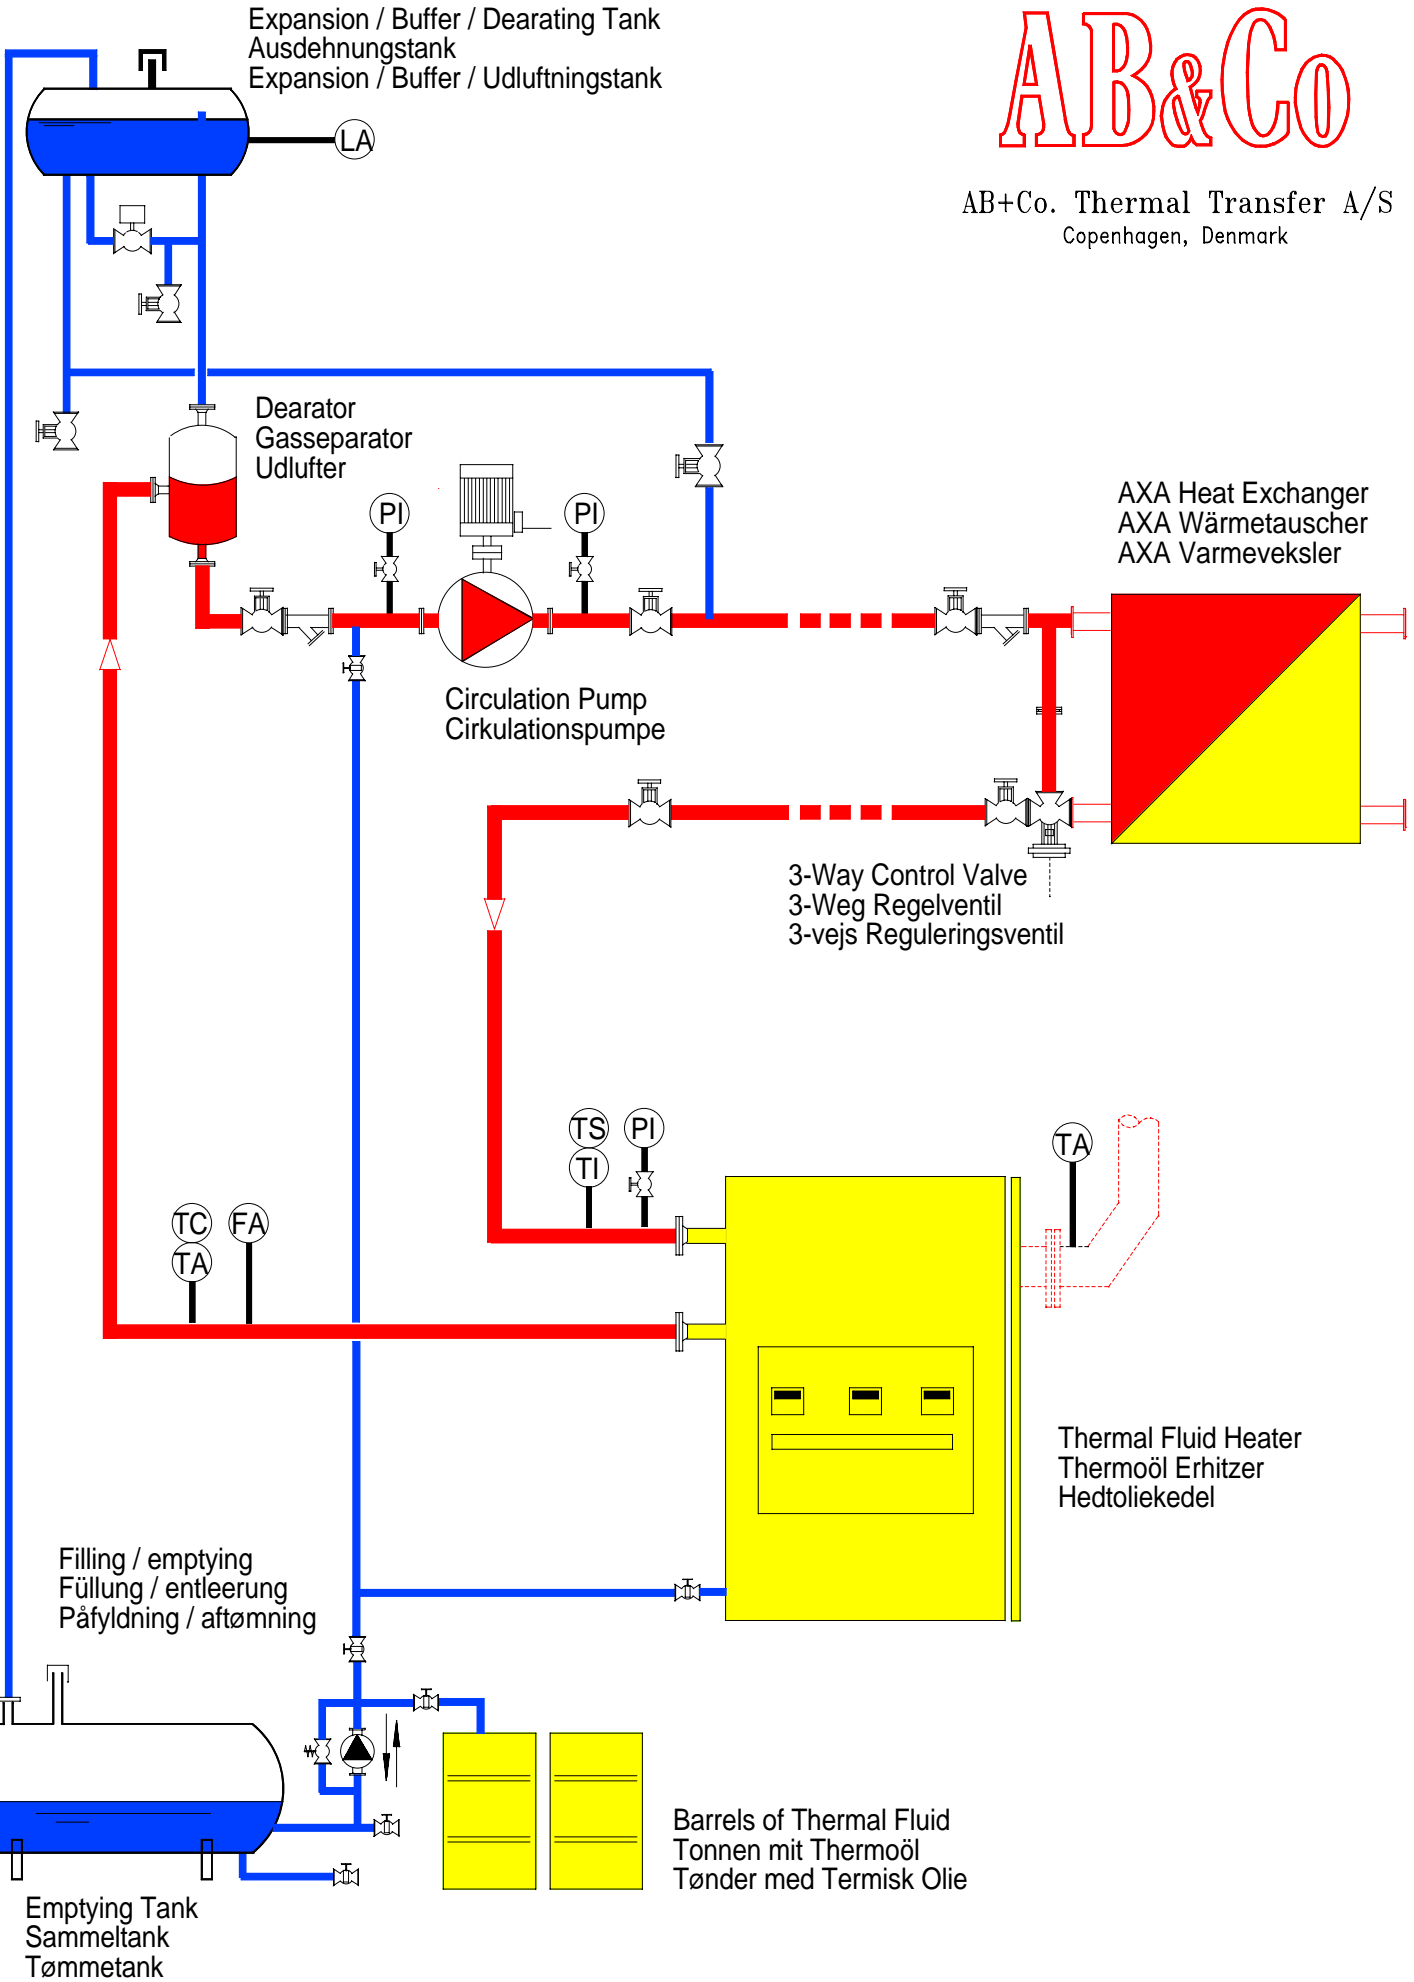 Expansion / Buffer / Dearating Tank
Ausdehnungstank
Expansion / Buffer / Udluftningstank
AB&Co
AB+Co. Thermal Transfer A/S
Copenhagen, Denmark
LA
Dearator
Gasseparator
Udlufter
PI
PI
AXA Heat Exchanger
AXA Wärmetauscher
AXA Varmeveksler
Circulation Pump
Cirkulationspumpe
3-Way Control Valve
3-Weg Regelventil
3-vejs Reguleringsventil
TS
TI
PI
TA
TC
TA
FA
Thermal Fluid Heater
Thermoöl Erhitzer
Hedtoliekedel
Filling / emptying
Füllung / entleerung
Påfyldning / aftømning
Barrels of Thermal Fluid
Tonnen mit Thermoöl
Tønder med Termisk Olie
Emptying Tank
Sammeltank
Tømmetank